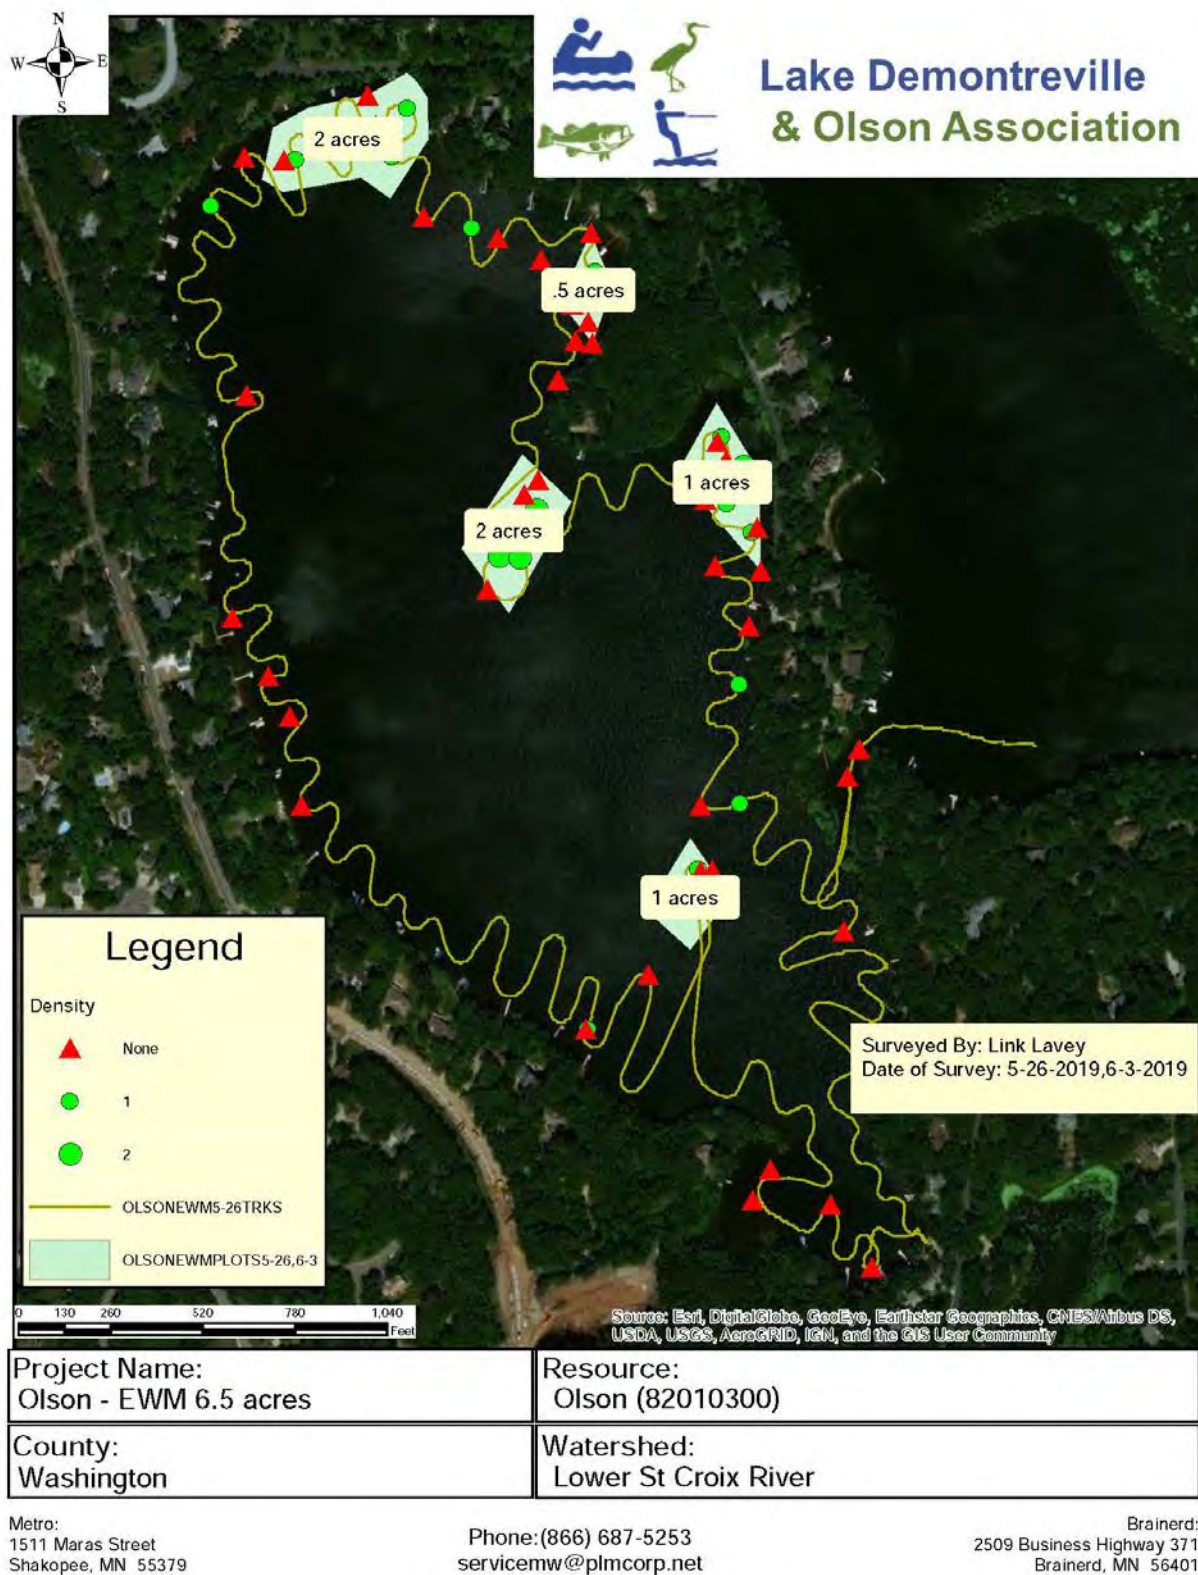 N
W
E
S
Lake Demontreville
& Olson Association
2 acres
.5 acres
1 acres
2 acres
1 acres
Legend
Density
None
1
2
OLSONEWM5-26TRKS
OLSONEWMPLOTS5-26,6-3
Surveyed By: Link Lavey
Date of Survey: 5-26-2019,6-3-2019
0 130 260 520 780 1,040
Feet
Source: Esri, DigitalGlobe, GeoEye, Earthstar Geographics, CNES/Airbus DS,
USDA, USGS, AeroGRID, IGN, and the GIS User Community
Project Name:
Olson - EWM 6.5 acres
Resource:
Olson (82010300)
County:
Washington
Watershed:
Lower St Croix River
Metro:
1511 Maras Street
Shakopee, MN 55379
Phone:(866) 687-5253
servicemw@plmcorp.net
Brainerd:
2509 Business Highway 371
Brainerd, MN 56401